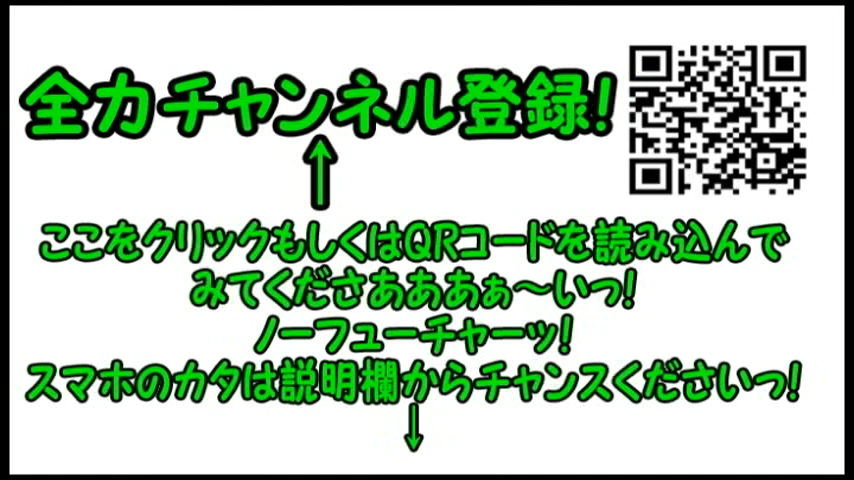 全力チャンネル登録!
↑
ここをクリックもしくはQRコードを読み込んで
みてくださあああぁ〜いっ!
ノーフューチャーッ!
スマホのカタは説明欄からチャンスくださいっ!
↓